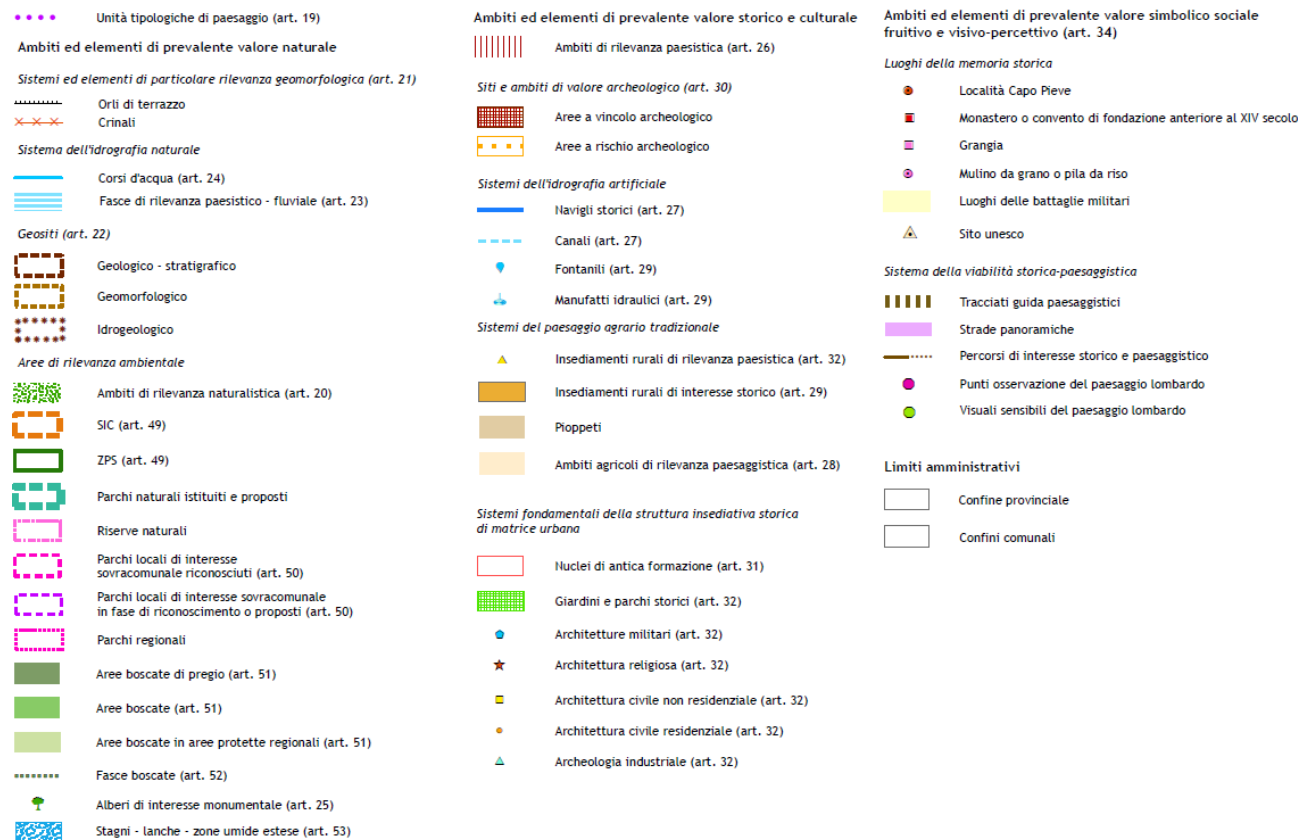 Unità tipologiche di paesaggio (art. 19)
Ambiti ed elementi di prevalente valore naturale
Sistemi ed elementi di particolare rilevanza geomorfologica (art. 21)
Orli di terrazzo
Crinali
Sistema dell'idrografia naturale
Corsi d'acqua (art. 24)
Fasce di rilevanza paesistico - fluviale (art. 23)
Geositi (art. 22)
Geologico - stratigrafico
Geomorfologico
Idrogeologico
Aree di rilevanza ambientale
Ambiti di rilevanza naturalistica (art. 20)
SIC (art. 49)
ZPS (art. 49)
Parchi naturali istituiti e proposti
Riserve naturali
Parchi locali di interesse
sovracomunale riconosciuti (art. 50)
Parchi locali di interesse sovracomunale
in fase di riconoscimento o proposti (art. 50)
Parchi regionali
Aree boscate di pregio (art. 51)
Aree boscate (art. 51)
Aree boscate in aree protette regionali (art. 51)
Fasce boscate (art. 52)
Alberi di interesse monumentale (art. 25)
Stagni - lanche - zone umide estese (art. 53)
Ambiti ed elementi di prevalente valore storico e culturale
Ambiti di rilevanza paesistica (art. 26)
Siti e ambiti di valore archeologico (art. 30)
Aree a vincolo archeologico
Aree a rischio archeologico
Sistemi dell'idrografia artificiale
Navigli storici (art. 27)
Canali (art. 27)
Fontanili (art. 29)
Manufatti idraulici (art. 29)
Sistemi del paesaggio agrario tradizionale
Insediamenti rurali di rilevanza paesistica (art. 32)
Insediamenti rurali di interesse storico (art. 29)
Pioppeti
Ambiti agricoli di rilevanza paesaggistica (art. 28)
Sistemi fondamentali della struttura insediativa storica
di matrice urbana
Nuclei di antica formazione (art. 31)
Giardini e parchi storici (art. 32)
Architetture militari (art. 32)
Architettura religiosa (art. 32)
Architettura civile non residenziale (art. 32)
Architettura civile residenziale (art. 32)
Archeologia industriale (art. 32)
Ambiti ed elementi di prevalente valore simbolico sociale
fruitivo e visivo-percettivo (art. 34)
Luoghi della memoria storica
Località Capo Pieve
Monastero o convento di fondazione anteriore al XIV secolo
Grangia
Mulino da grano o pila da riso
Luoghi delle battaglie militari
Sito unesco
Sistema della viabilità storica-paesaggistica
Tracciati guida paesaggistici
Strade panoramiche
Percorsi di interesse storico e paesaggistico
Punti osservazione del paesaggio lombardo
Visuali sensibili del paesaggio lombardo
Limiti amministrativi
Confine provinciale
Confini comunali